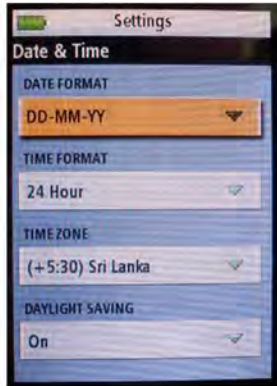 Settings
Date & Time
DATE FORMAT
DD-MM-YY
TIME FORMAT
24 Hour
TIMEZONE
(+5:30) Sri Lanka
DAYLIGHT SAVING
On